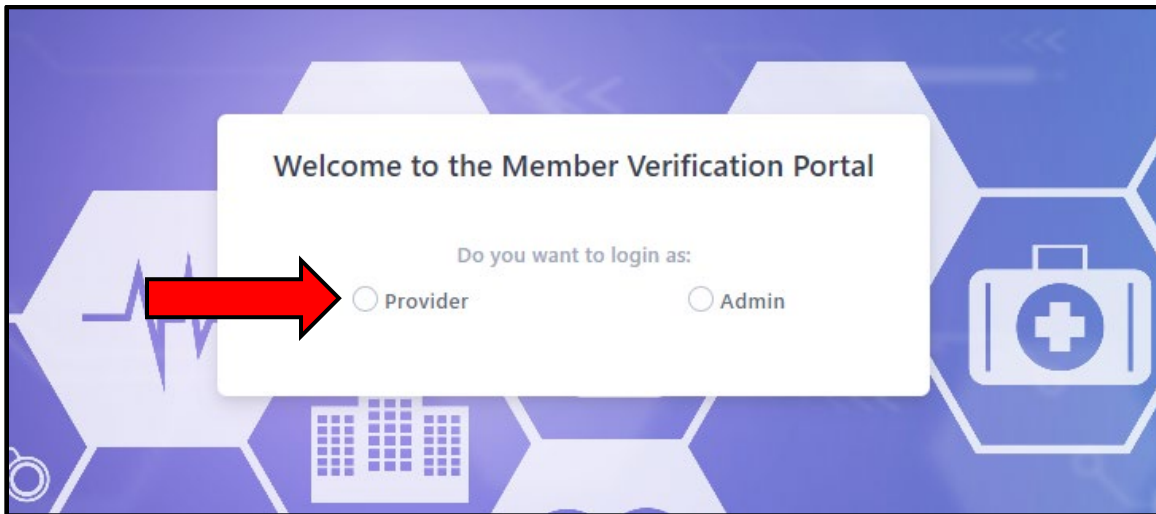 Welcome to the Member Verification Portal
Do you want to login as:
Provider Admin